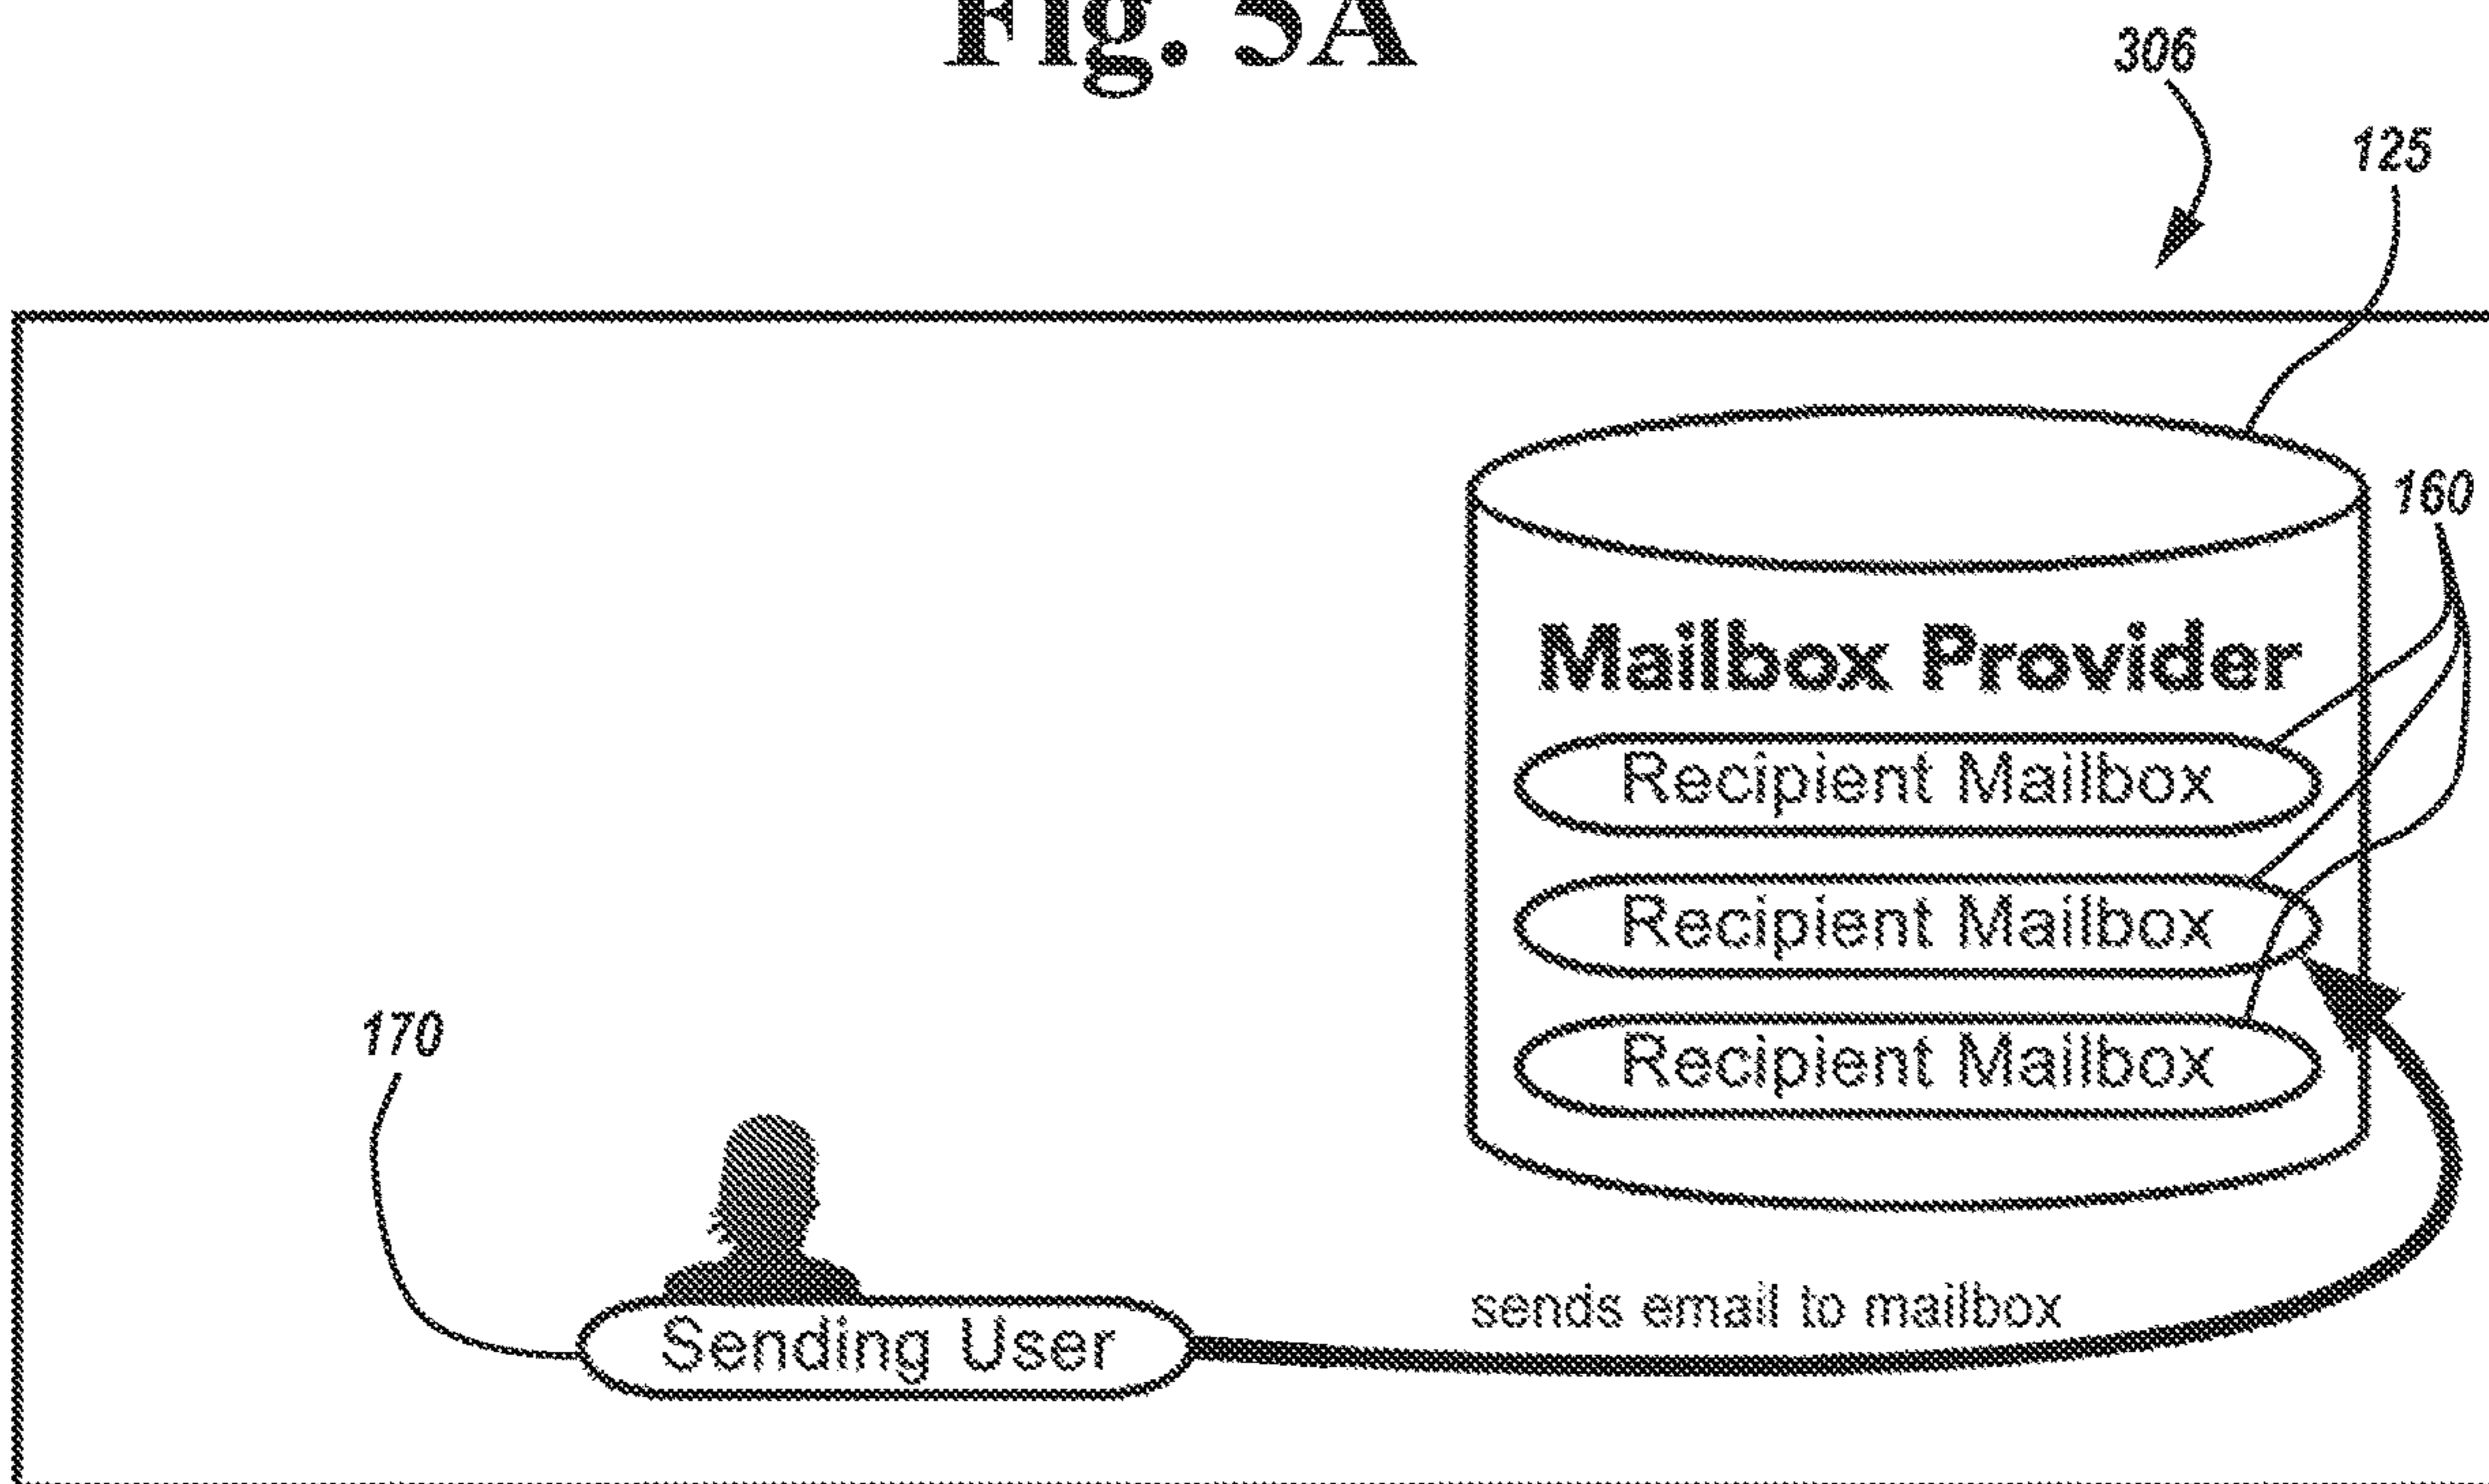 Fig. 5A
306
125
160
Mailbox Provider
Recipient Mailbox
Recipient Mailbox
Recipient Mailbox
170
sends email to mailbox
Sending User